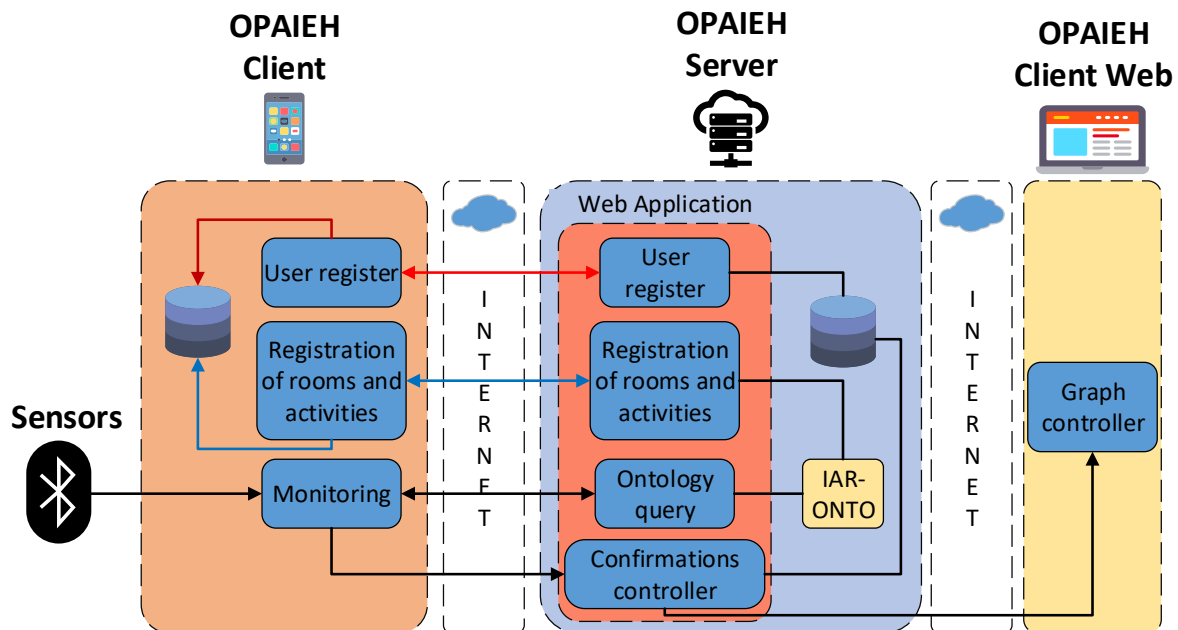 OPAIEH
Client
OPAIEH
Server
OPAIEH
Client Web
Sensors
User register
Registration
of rooms and
activities
Monitoring
I
N
T
E
R
N
E
T
Web Application
User
register
Registration
of rooms and
activities
Ontology
query
Confirmations
controller
IAR-
ONTO
I
N
T
E
R
N
E
T
Graph
controller